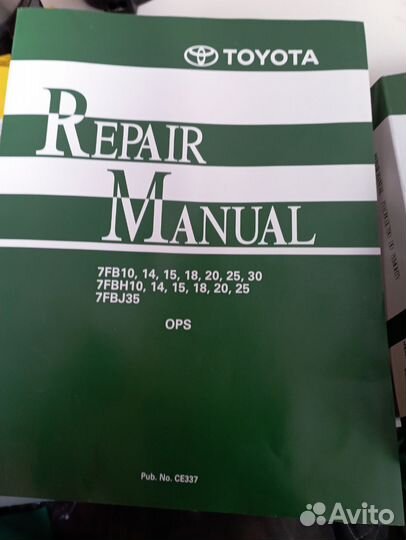 TOYOTA
REPAIR
MANUAL
7FB10, 14, 15, 18, 20, 25, 30
7FBH10, 14, 15, 18, 20, 25
7FBJ35
OPS
Pub. No. CE337
Avito